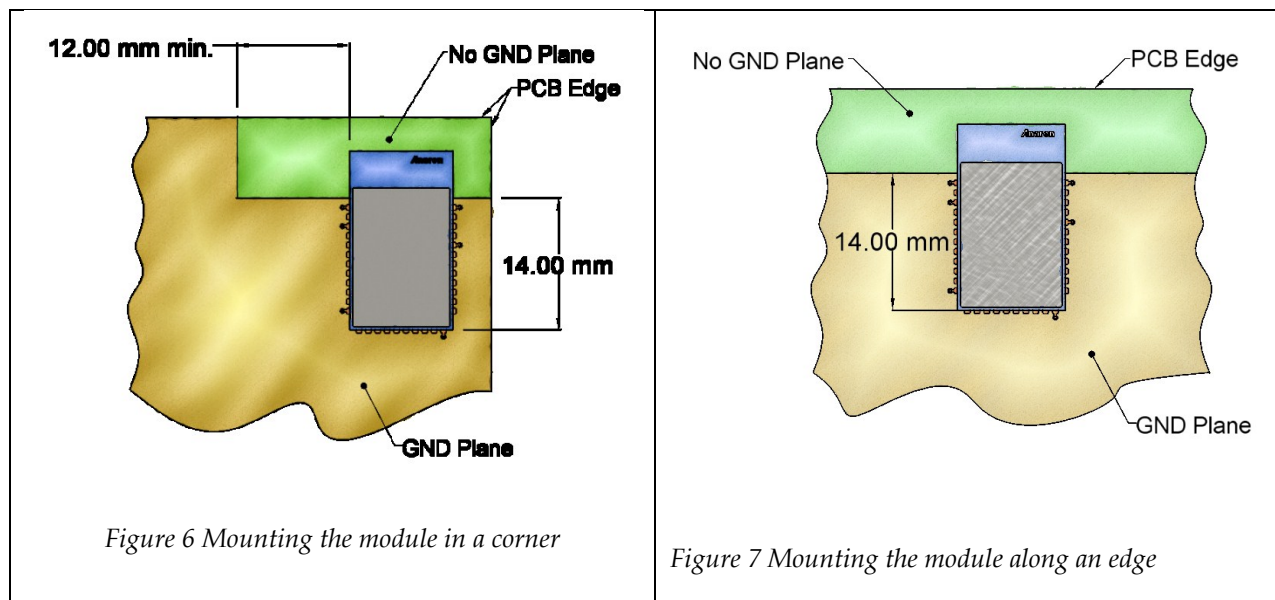 12.00 mm min.
No GND Plane
PCB Edge
Anaren
14.00 mm
GND Plane
Figure 6 Mounting the module in a corner
No GND Plane
PCB Edge
Anaren
14.00 mm
GND Plane
Figure 7 Mounting the module along an edge